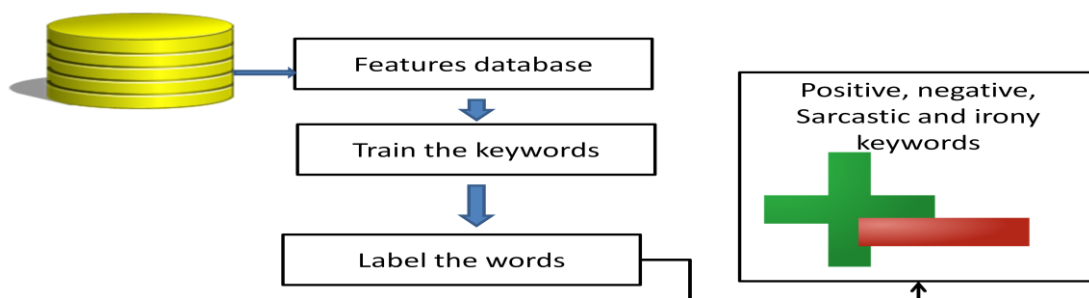 Features database
Train the keywords
Label the words
Positive, negative,
Sarcastic and irony
keywords